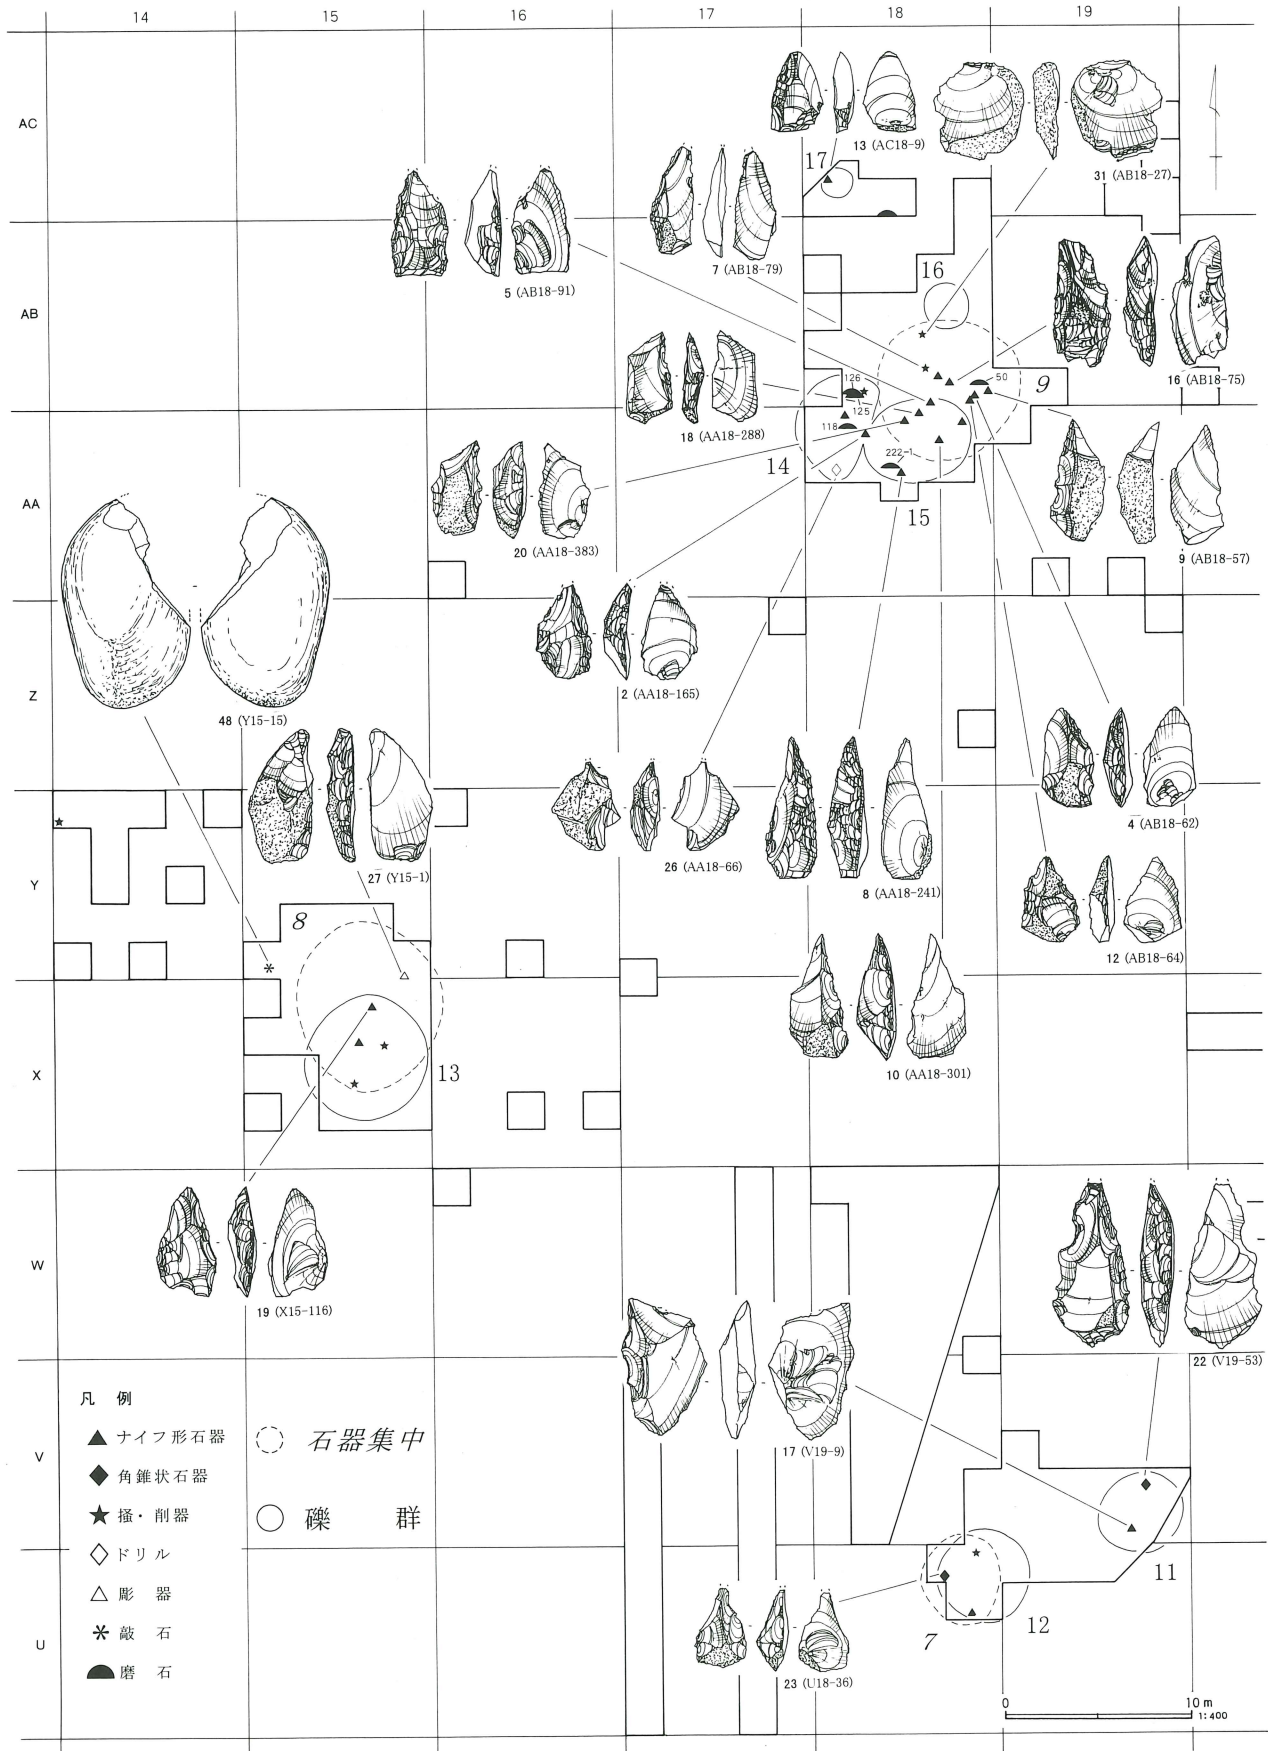 14 15 16 17 18 19
AC
AB
AA
Z
Y
X
W
V
U
13 (AC18-9)
31 (AB18-27)
17
7 (AB18-79)
5 (AB18-91)
16
16 (AB18-75)
9
50
126
125
118
18 (AA18-288)
14
222-1
15
20 (AA18-383)
9 (AB18-57)
2 (AA18-165)
48 (Y15-15)
27 (Y15-1)
26 (AA18-66)
8 (AA18-241)
4 (AB18-62)
12 (AB18-64)
8
10 (AA18-301)
13
19 (X15-116)
22 (V19-53)
17 (V19-9)
11
12
7
23 (U18-36)
凡 例
ナイフ形石器
角錐状石器
掻・削器
ドリル
彫 器
敲 石
磨 石
石器集中
礫 群
0 10 m
1:400